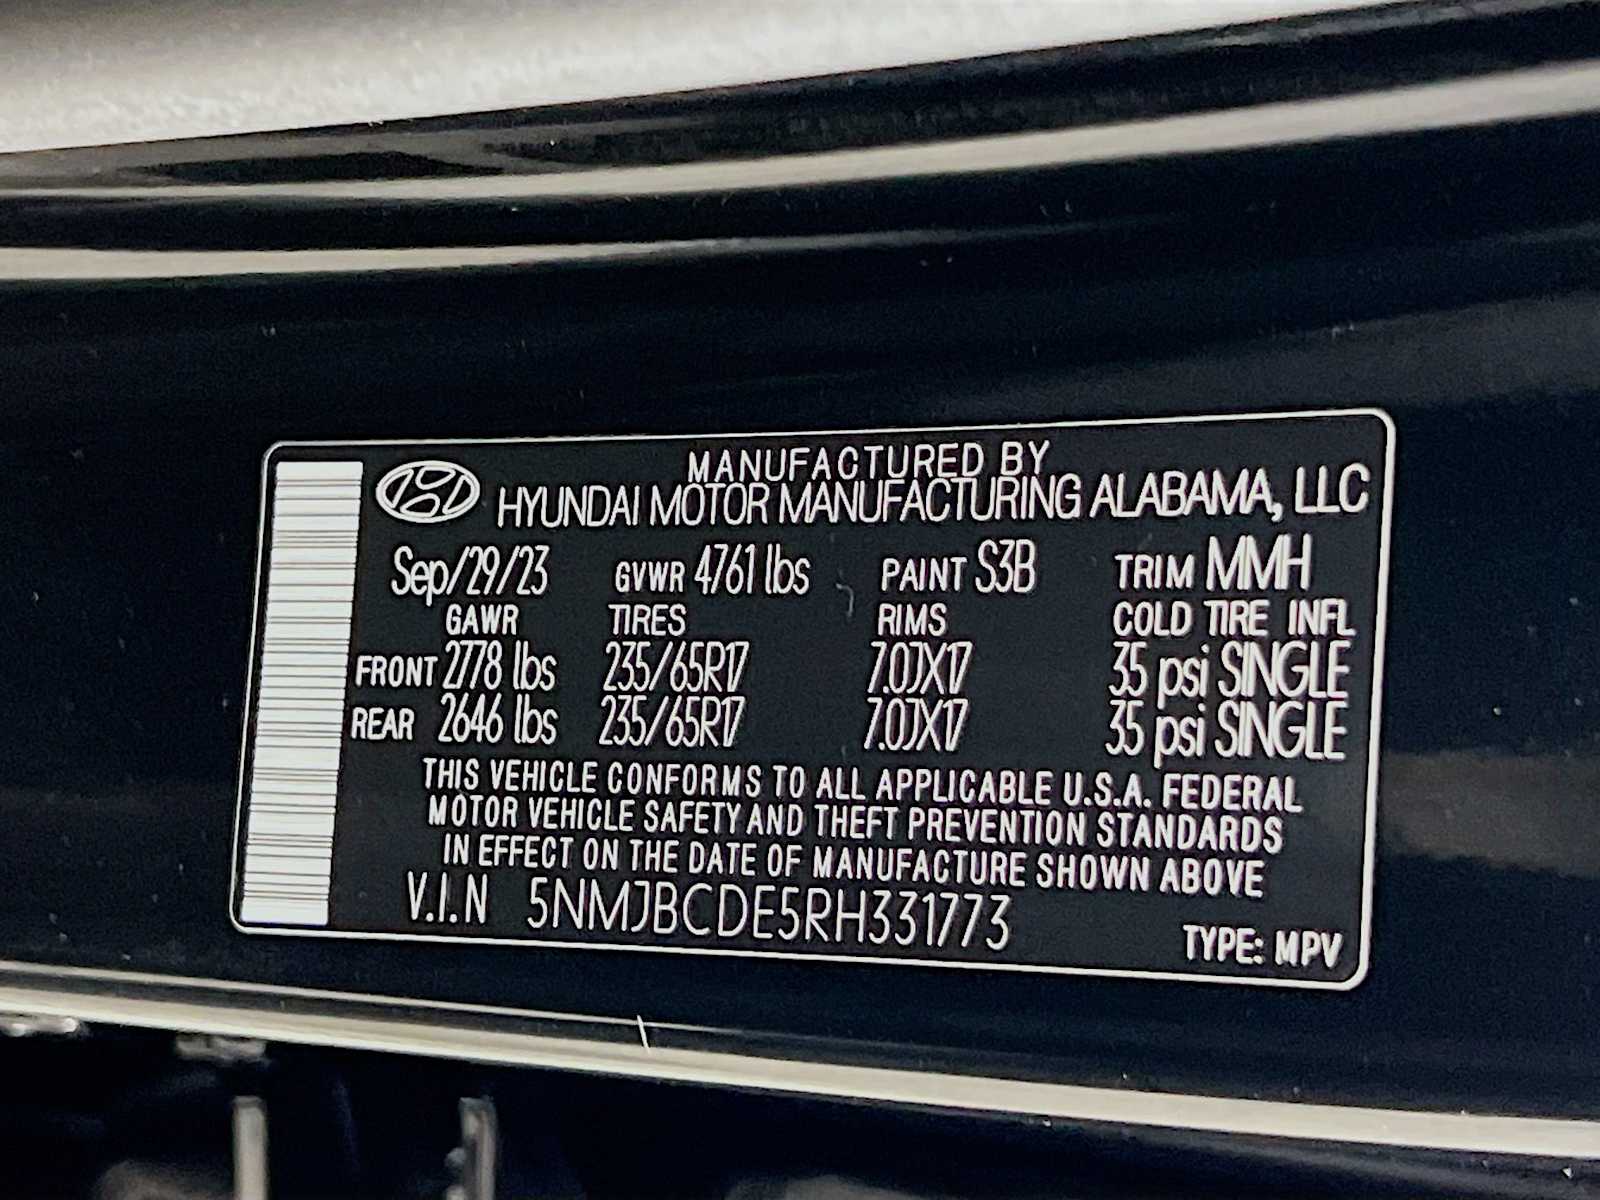 MANUFACTURED BY
HYUNDAI MOTOR MANUFACTURING ALABAMA, LLC
Sep/29/23 GVWR 4761 lbs PAINT S3B TRIM MMH
GAWR TIRES RIMS COLD TIRE INFL
FRONT 2778 lbs 235/65R17 7.0JX17 35 psi SINGLE
REAR 2646 lbs 235/65R17 7.0JX17 35 psi SINGLE
THIS VEHICLE CONFORMS TO ALL APPLICABLE U.S.A. FEDERAL
MOTOR VEHICLE SAFETY AND THEFT PREVENTION STANDARDS
IN EFFECT ON THE DATE OF MANUFACTURE SHOWN ABOVE
V.I.N 5NMJBCDE5RH331773
TYPE: MPV